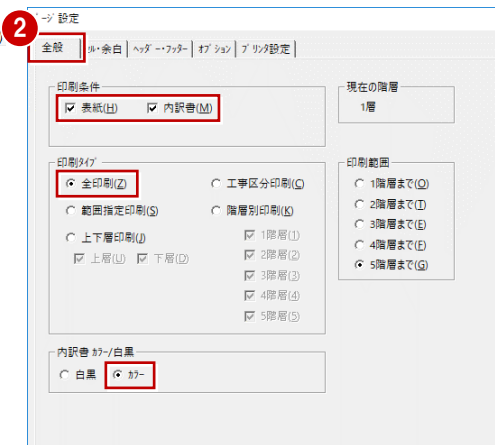 2
ページ設定
全般
ル・余白
ヘッダー・フッター
オプション
プリンタ設定
印刷条件
表紙(H)
内訳書(M)
現在の階層
1層
印刷タイプ
全印刷(Z)
工事区分印刷(C)
範囲指定印刷(S)
階層別印刷(K)
上下層印刷(J)
上層(U)
下層(D)
1階層(1)
2階層(2)
3階層(3)
4階層(4)
5階層(5)
印刷範囲
1階層まで(O)
2階層まで(T)
3階層まで(E)
4階層まで(F)
5階層まで(G)
内訳書 カラー/白黒
白黒
カラー